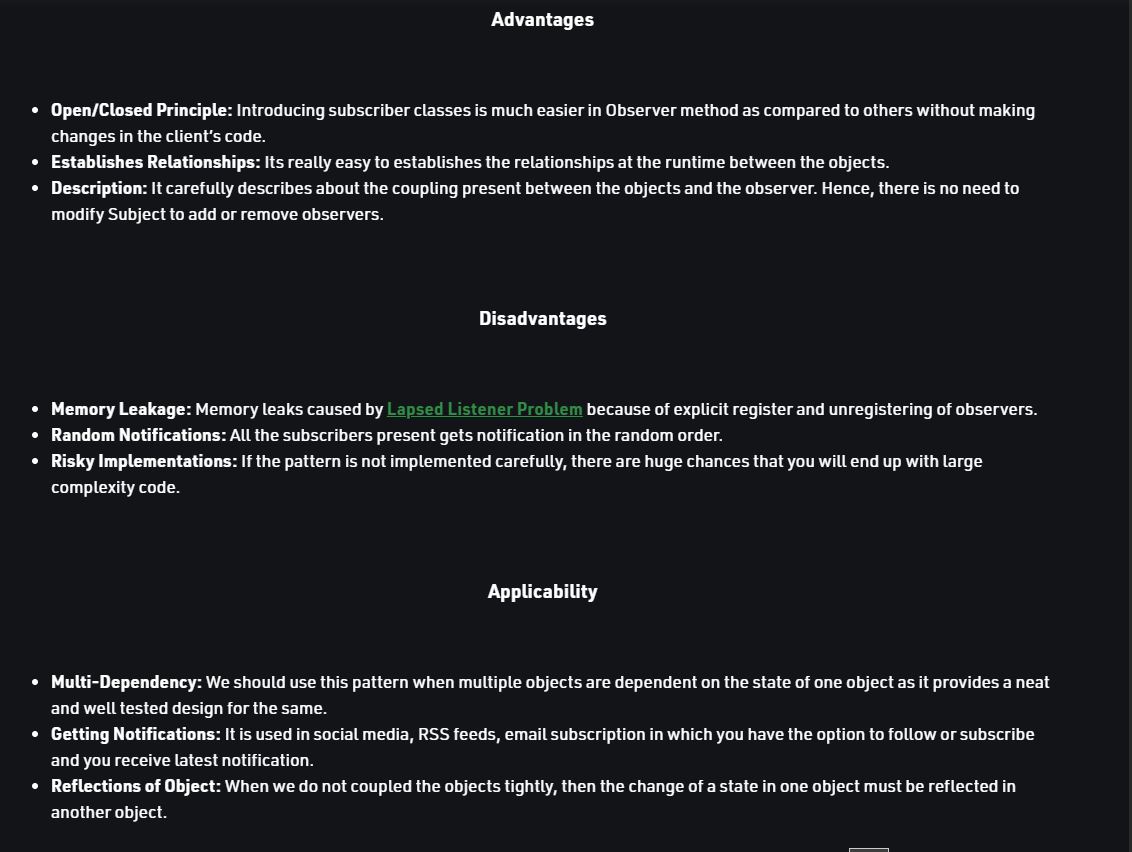 Advantages
• Open/Closed Principle: Introducing subscriber classes is much easier in Observer method as compared to others without making
changes in the client's code.
• Establishes Relationships: Its really easy to establishes the relationships at the runtime between the objects.
• Description: It carefully describes about the coupling present between the objects and the observer. Hence, there is no need to
modify Subject to add or remove observers.
Disadvantages
• Memory Leakage: Memory leaks caused by Lapsed Listener Problem because of explicit register and unregistering of observers.
• Random Notifications: All the subscribers present gets notification in the random order.
• Risky Implementations: If the pattern is not implemented carefully, there are huge chances that you will end up with large
complexity code.
Applicability
• Multi-Dependency: We should use this pattern when multiple objects are dependent on the state of one object as it provides a neat
and well tested design for the same.
• Getting Notifications: It is used in social media, RSS feeds, email subscription in which you have the option to follow or subscribe
and you receive latest notification.
• Reflections of Object: When we do not coupled the objects tightly, then the change of a state in one object must be reflected in
another object.